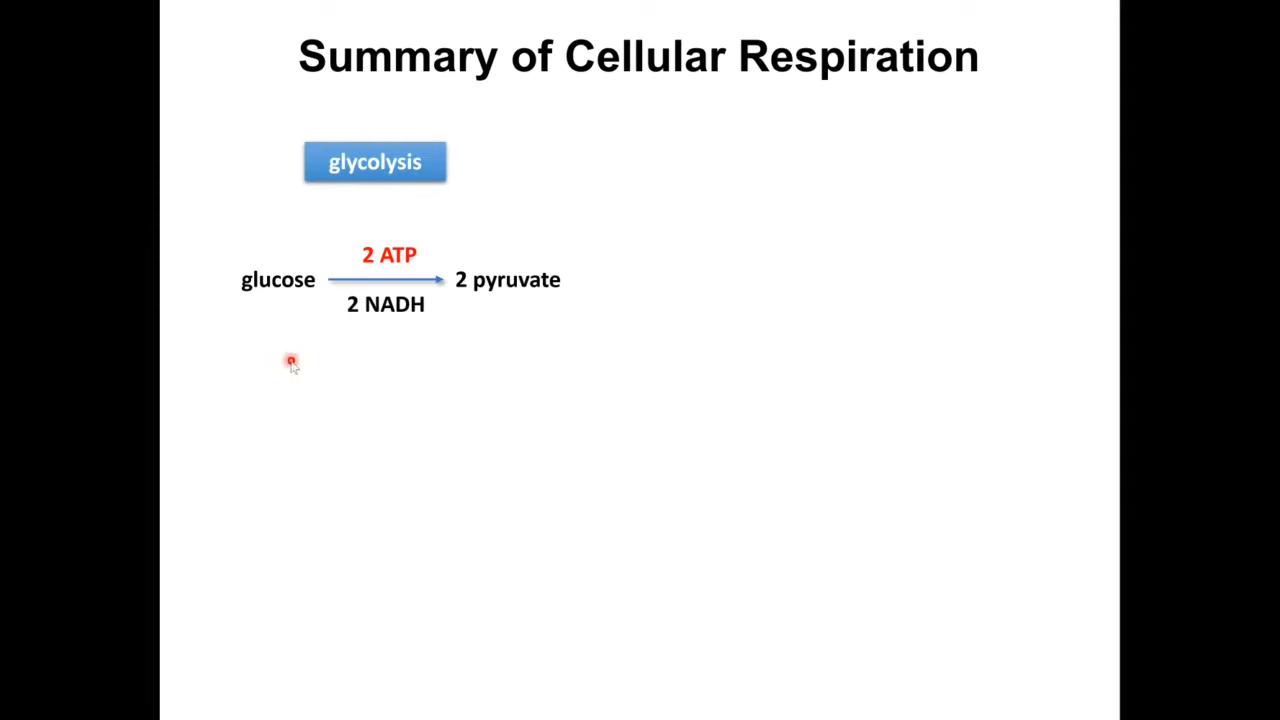 Summary of Cellular Respiration
glycolysis
2 ATP
glucose 2 pyruvate
2 NADH